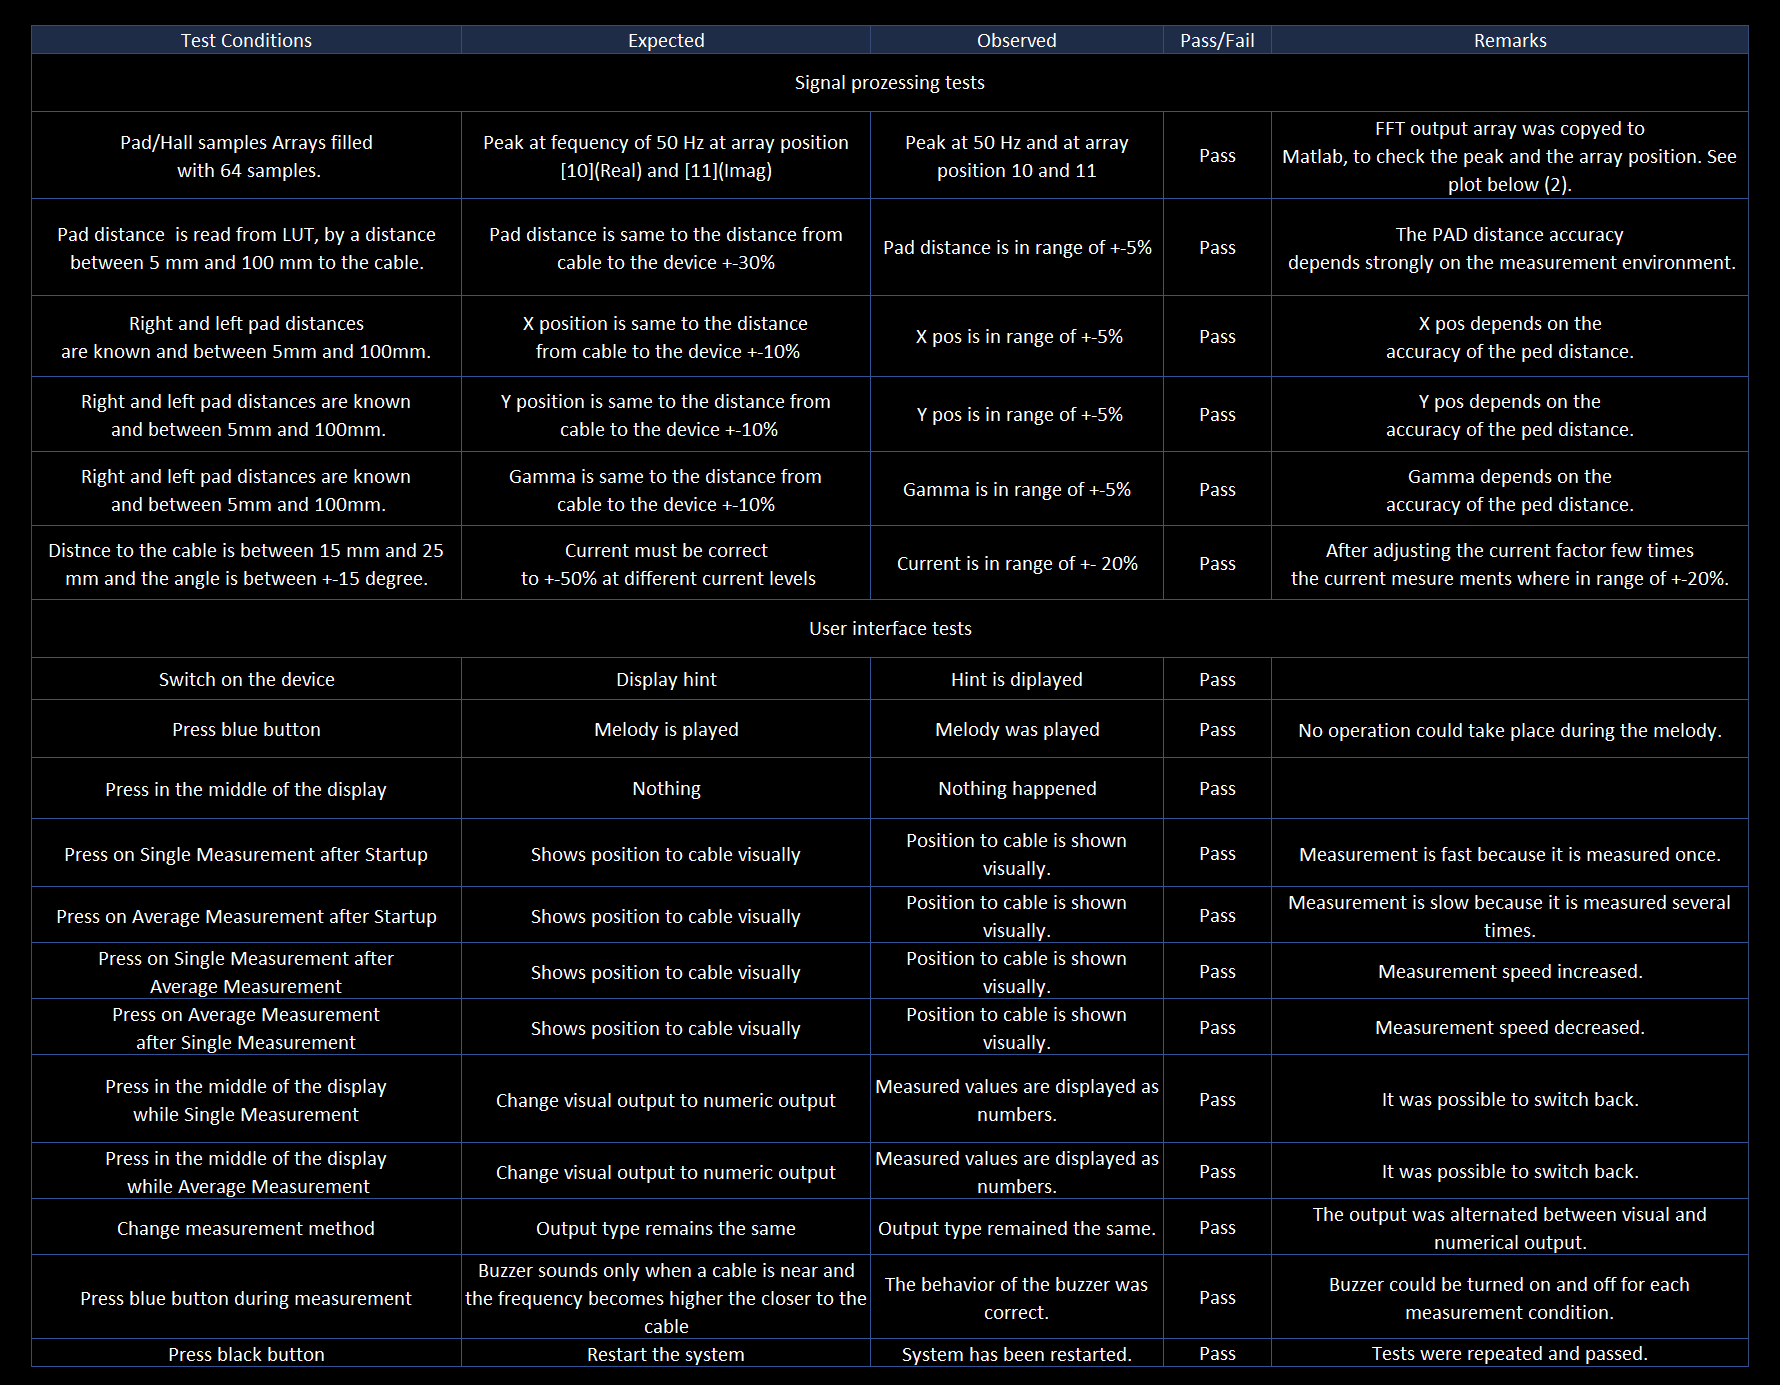 Test Conditions Expected Observed Pass/Fail Remarks
Signal prozessing tests
Pad/Hall samples Arrays filled
with 64 samples.
Peak at fequency of 50 Hz at array position
[10](Real) and [11](Imag)
Peak at 50 Hz and at array
position 10 and 11
Pass
FFT output array was copyed to
Matlab, to check the peak and the array position. See
plot below (2).
Pad distance  is read from LUT, by a distance
between 5 mm and 100 mm to the cable.
Pad distance is same to the distance from
cable to the device +-30%
Pad distance is in range of +-5%
Pass
The PAD distance accuracy
depends strongly on the measurement environment.
Right and left pad distances
are known and between 5mm and 100mm.
X position is same to the distance
from cable to the device +-10%
X pos is in range of +-5%
Pass
X pos depends on the
accuracy of the ped distance.
Right and left pad distances are known
and between 5mm and 100mm.
Y position is same to the distance from
cable to the device +-10%
Y pos is in range of +-5%
Pass
Y pos depends on the
accuracy of the ped distance.
Right and left pad distances are known
and between 5mm and 100mm.
Gamma is same to the distance from
cable to the device +-10%
Gamma is in range of +-5%
Pass
Gamma depends on the
accuracy of the ped distance.
Distnce to the cable is between 15 mm and 25
mm and the angle is between +-15 degree.
Current must be correct
to +-50% at different current levels
Current is in range of +- 20%
Pass
After adjusting the current factor few times
the current mesure ments where in range of +-20%.
User interface tests
Switch on the device
Display hint
Hint is diplayed
Pass
Press blue button
Melody is played
Melody was played
Pass
No operation could take place during the melody.
Press in the middle of the display
Nothing
Nothing happened
Pass
Press on Single Measurement after Startup
Shows position to cable visually
Position to cable is shown
visually.
Pass
Measurement is fast because it is measured once.
Press on Average Measurement after Startup
Shows position to cable visually
Position to cable is shown
visually.
Pass
Measurement is slow because it is measured several
times.
Press on Single Measurement after
Average Measurement
Shows position to cable visually
Position to cable is shown
visually.
Pass
Measurement speed increased.
Press on Average Measurement
after Single Measurement
Shows position to cable visually
Position to cable is shown
visually.
Pass
Measurement speed decreased.
Press in the middle of the display
while Single Measurement
Change visual output to numeric output
Measured values are displayed as
numbers.
Pass
It was possible to switch back.
Press in the middle of the display
while Average Measurement
Change visual output to numeric output
Measured values are displayed as
numbers.
Pass
It was possible to switch back.
Change measurement method
Output type remains the same
Output type remained the same.
Pass
The output was alternated between visual and
numerical output.
Press blue button during measurement
Buzzer sounds only when a cable is near and
the frequency becomes higher the closer to the
cable
The behavior of the buzzer was
correct.
Pass
Buzzer could be turned on and off for each
measurement condition.
Press black button
Restart the system
System has been restarted.
Pass
Tests were repeated and passed.